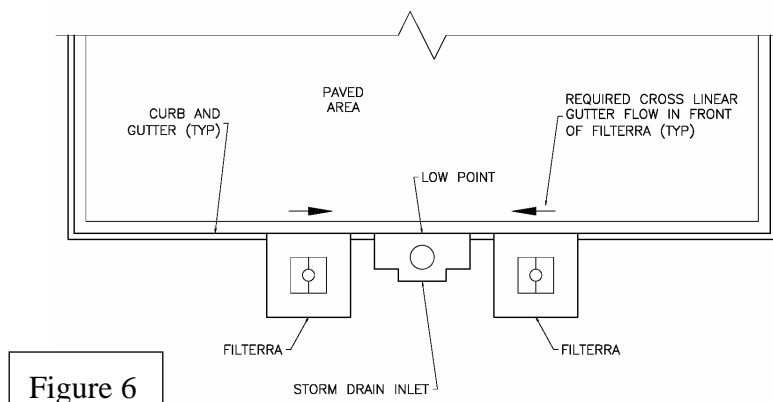 PAVED
AREA
CURB AND
GUTTER (TYP)
REQUIRED CROSS LINEAR
GUTTER FLOW IN FRONT
OF FILTERRA (TYP)
LOW POINT
FILTERRA
FILTERRA
STORM DRAIN INLET
Figure 6